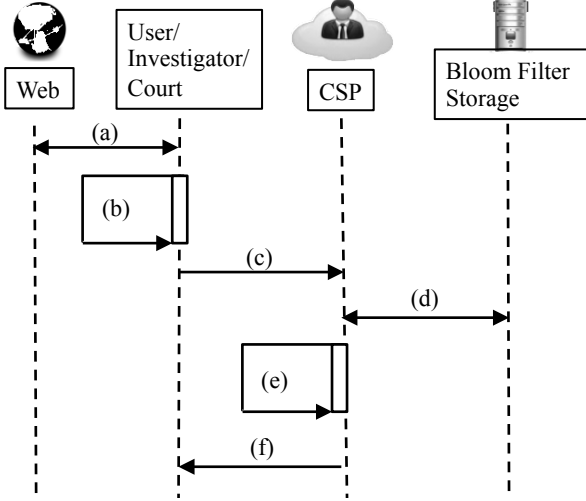 Web
User/
Investigator/
Court
CSP
Bloom Filter
Storage
(a)
(b)
(c)
(d)
(e)
(f)